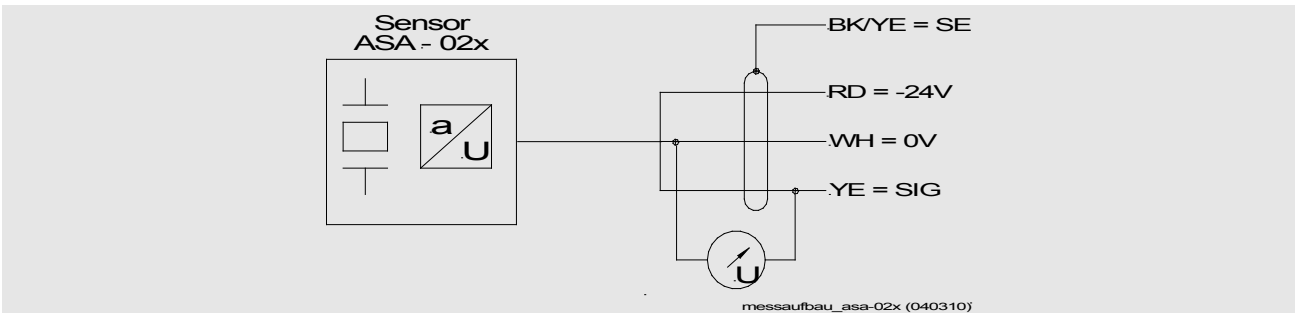 Sensor
ASA - 02x
BK/YE = SE
RD = -24V
a
U
WH = 0V
YE = SIG
U
messaufbau_asa-02x (040310)